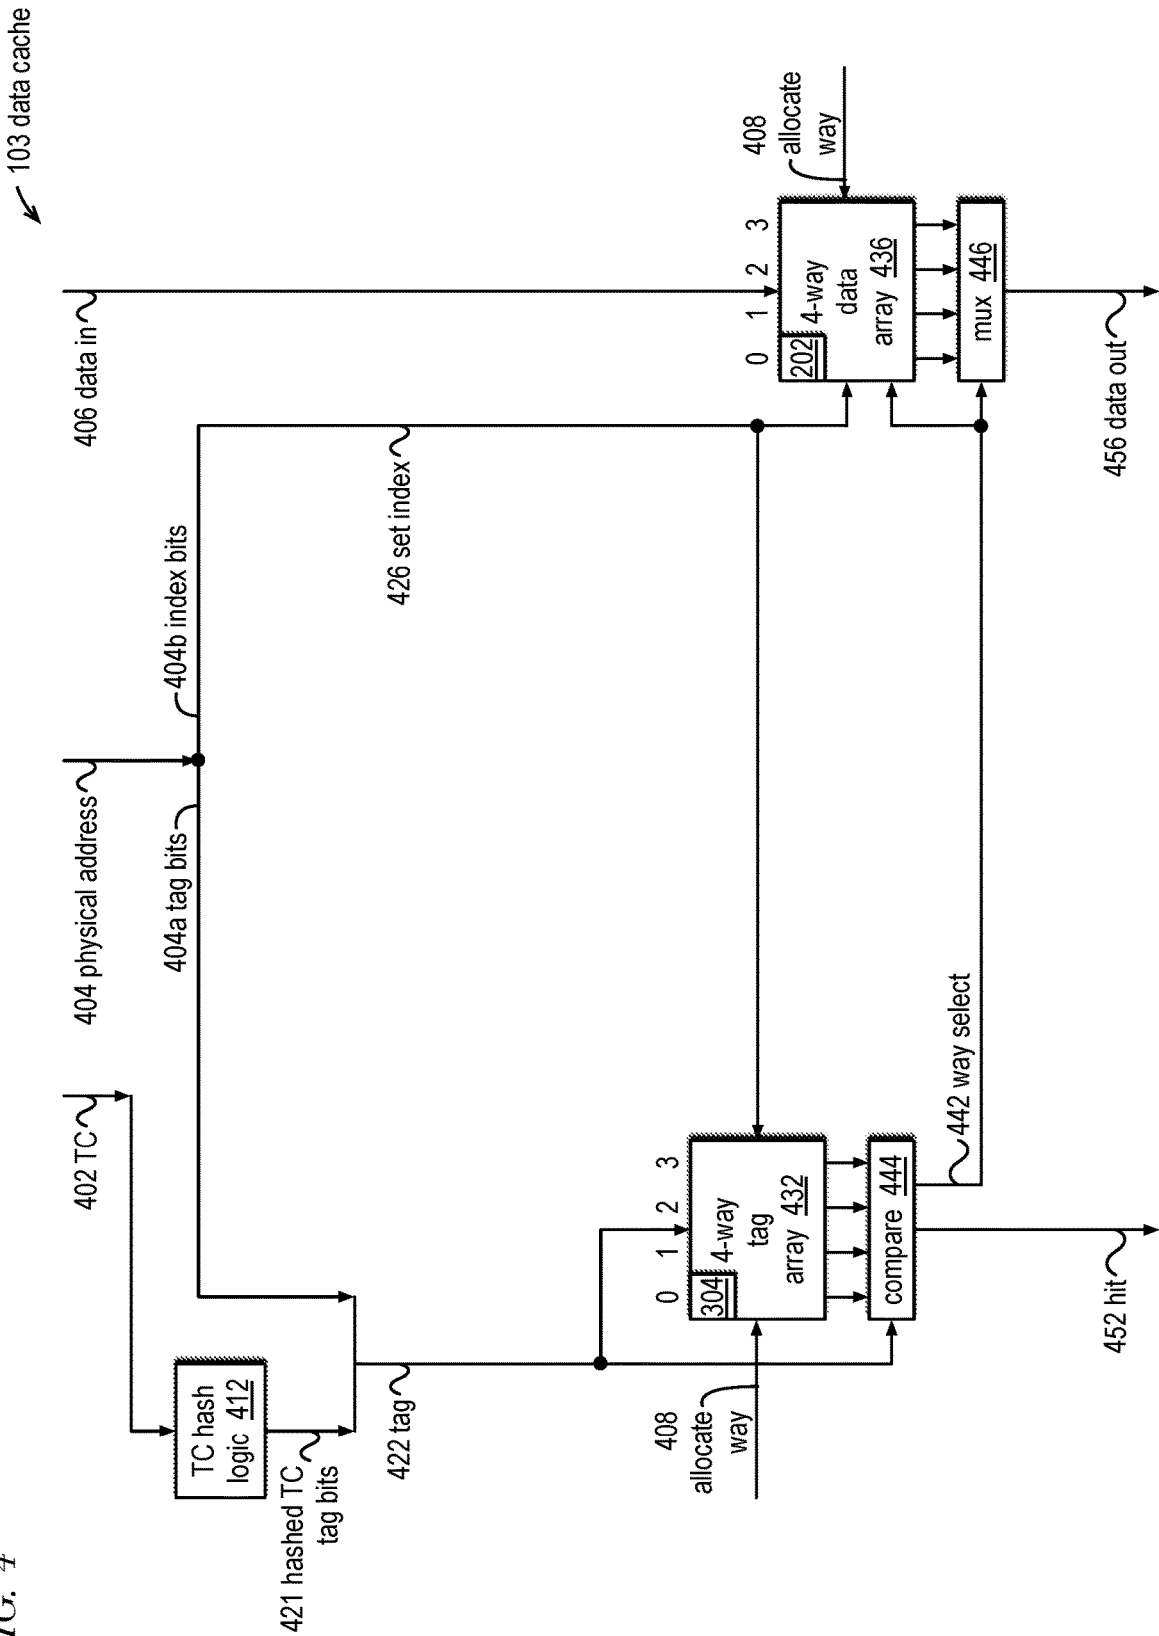 103 data cache
402 TC
404 physical address
406 data in
404a tag bits
404b index bits
TC hash
logic 412
421 hashed TC
tag bits
422 tag
426 set index
408
allocate
way
0 1 2 3
304
4-way
tag
array 432
compare 444
442 way select
452 hit
0 1 2 3
202
4-way
data
array 436
408
allocate
way
mux 446
456 data out
4